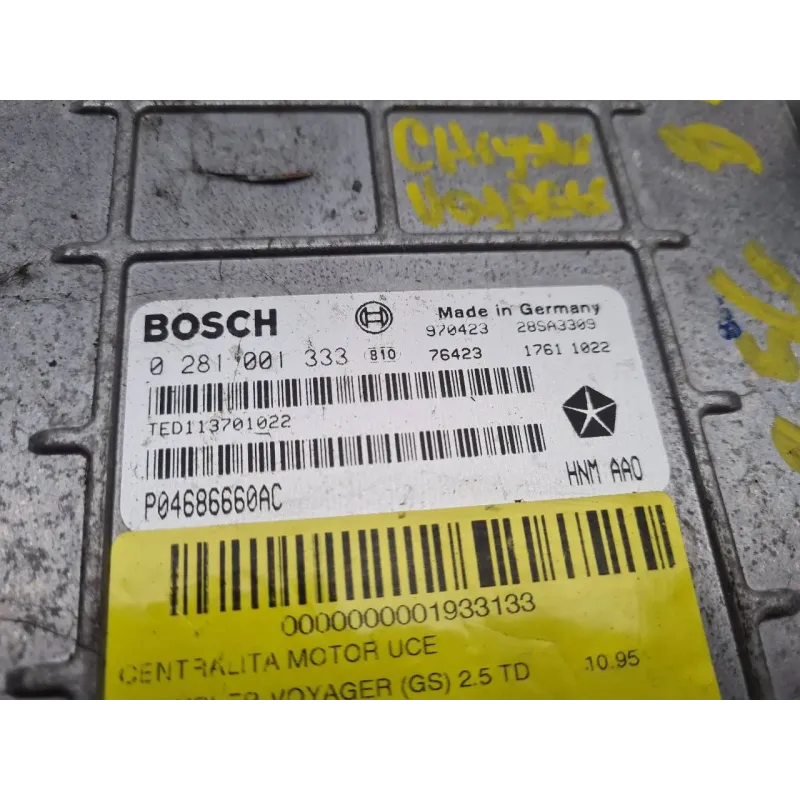 Chrysler
VOYAGER
BOSCH
Made in Germany
970423 28SA3309
0 281 001 333 810 76423 1761 1022
TED113701022
P04686660AC
HNM AAO
0000000001933133
CENTRALITA MOTOR UCE
VOYAGER (GS) 2.5 TD 10.95